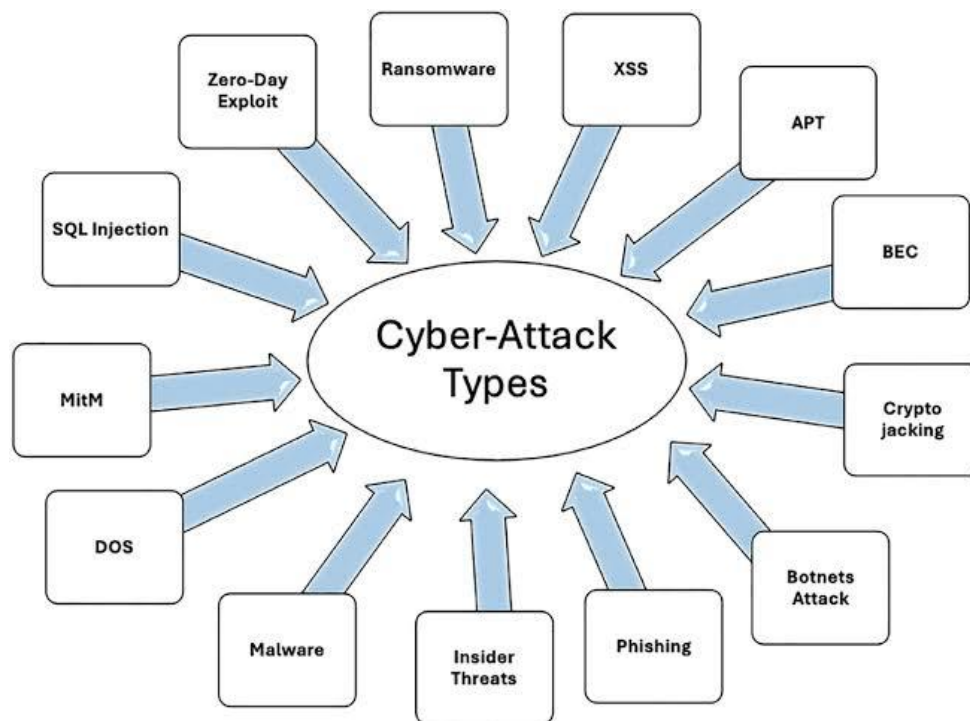 Ransomware
XSS
Zero-Day
Exploit
APT
SQL Injection
BEC
Cyber-Attack
Types
MitM
Crypto
jacking
DOS
Botnets
Attack
Malware
Insider
Threats
Phishing